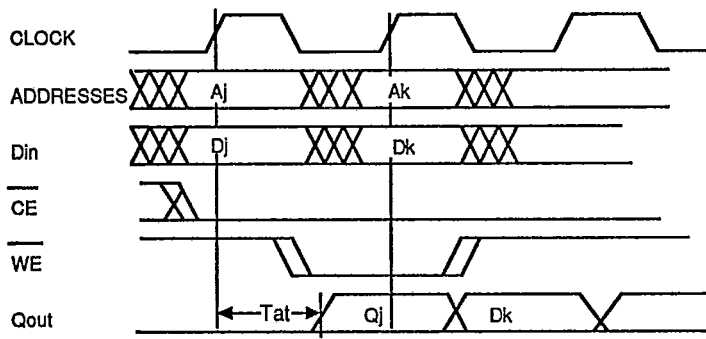 CLOCK
ADDRESSES Aj Ak
Din Dj Dk
CE
WE
Qout Tat Qj Dk